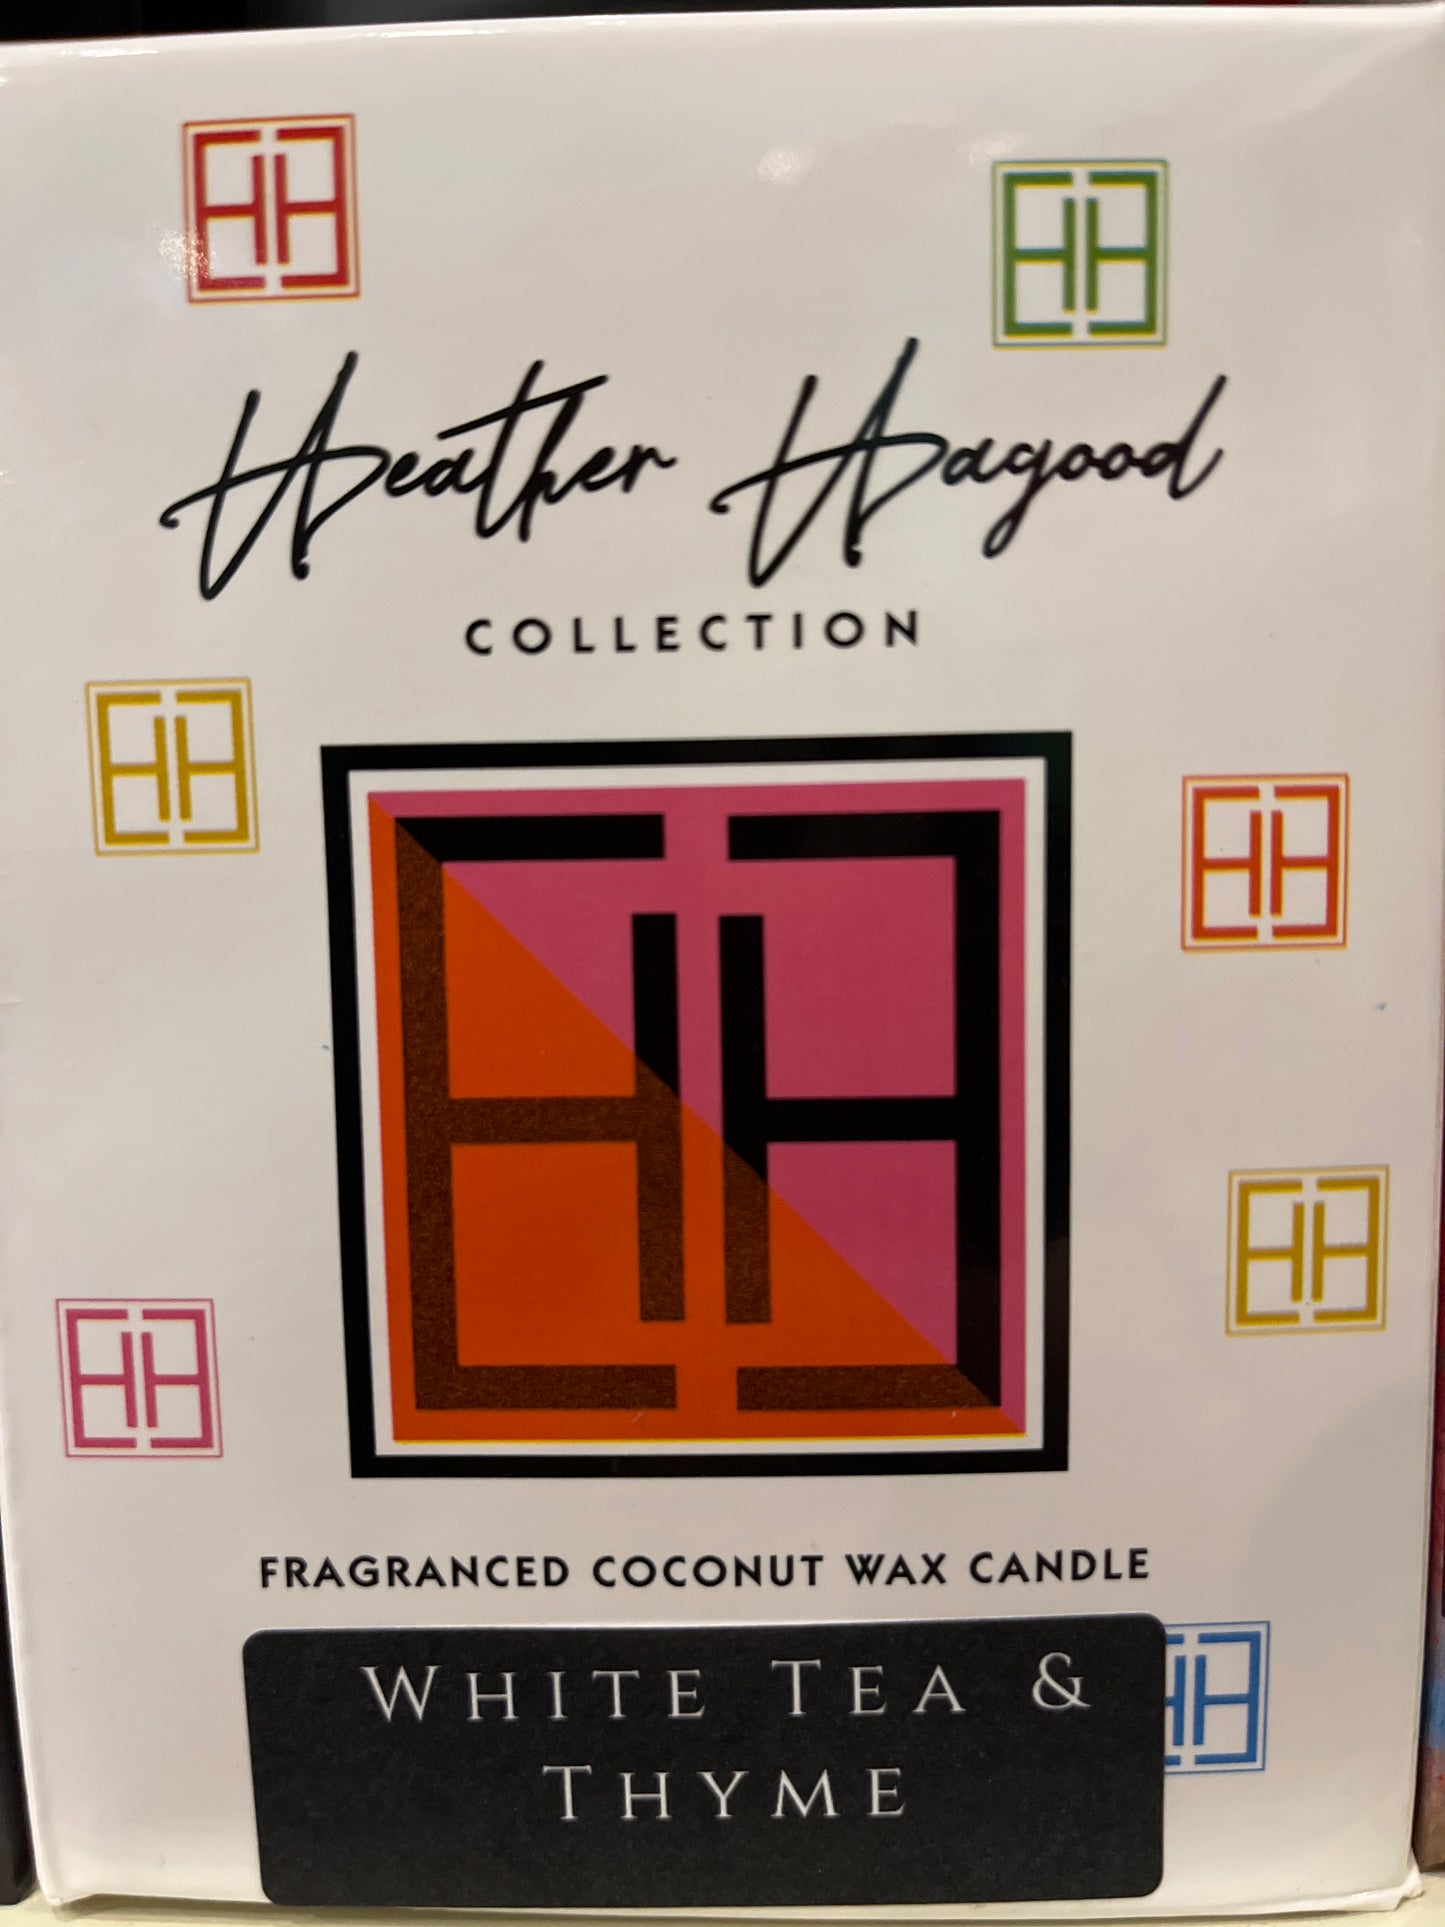 Heather Hagood
COLLECTION
FRAGRANCED COCONUT WAX CANDLE
WHITE TEA &
THYME